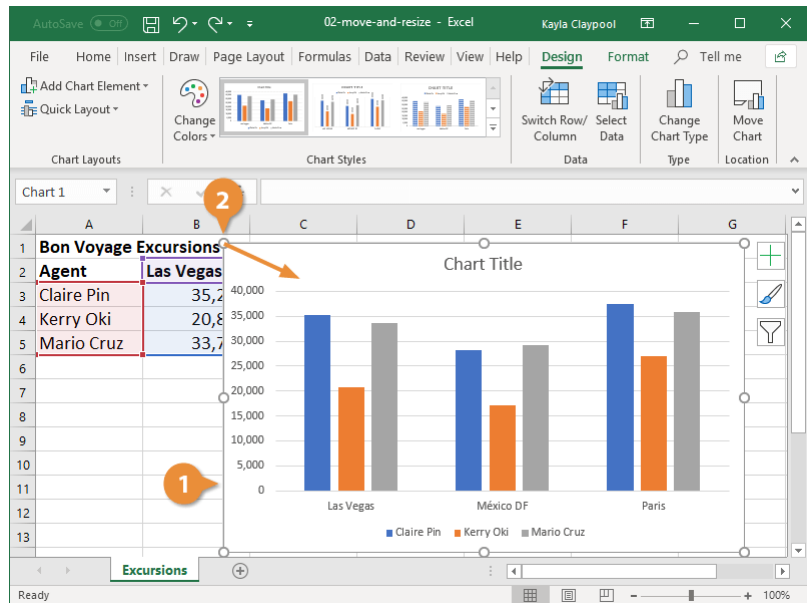 AutoSave Off 02-move-and-resize - Excel Kayla Claypool
File Home Insert Draw Page Layout Formulas Data Review View Help Design Format Tell me
Add Chart Element
Quick Layout
Change Colors
Switch Row/ Column
Select Data
Change Chart Type
Move Chart
Chart Layouts Chart Styles Data Type Location
Chart 1
2
A B C D E F G
1 Bon Voyage Excursions
2 Agent Las Vegas
3 Claire Pin 35,2
4 Kerry Oki 20,8
5 Mario Cruz 33,7
6
7
8
9
10
11
12
13
Chart Title
40,000
35,000
30,000
25,000
20,000
15,000
10,000
5,000
0
1
Las Vegas México DF Paris
Claire Pin Kerry Oki Mario Cruz
Excursions
Ready 100%